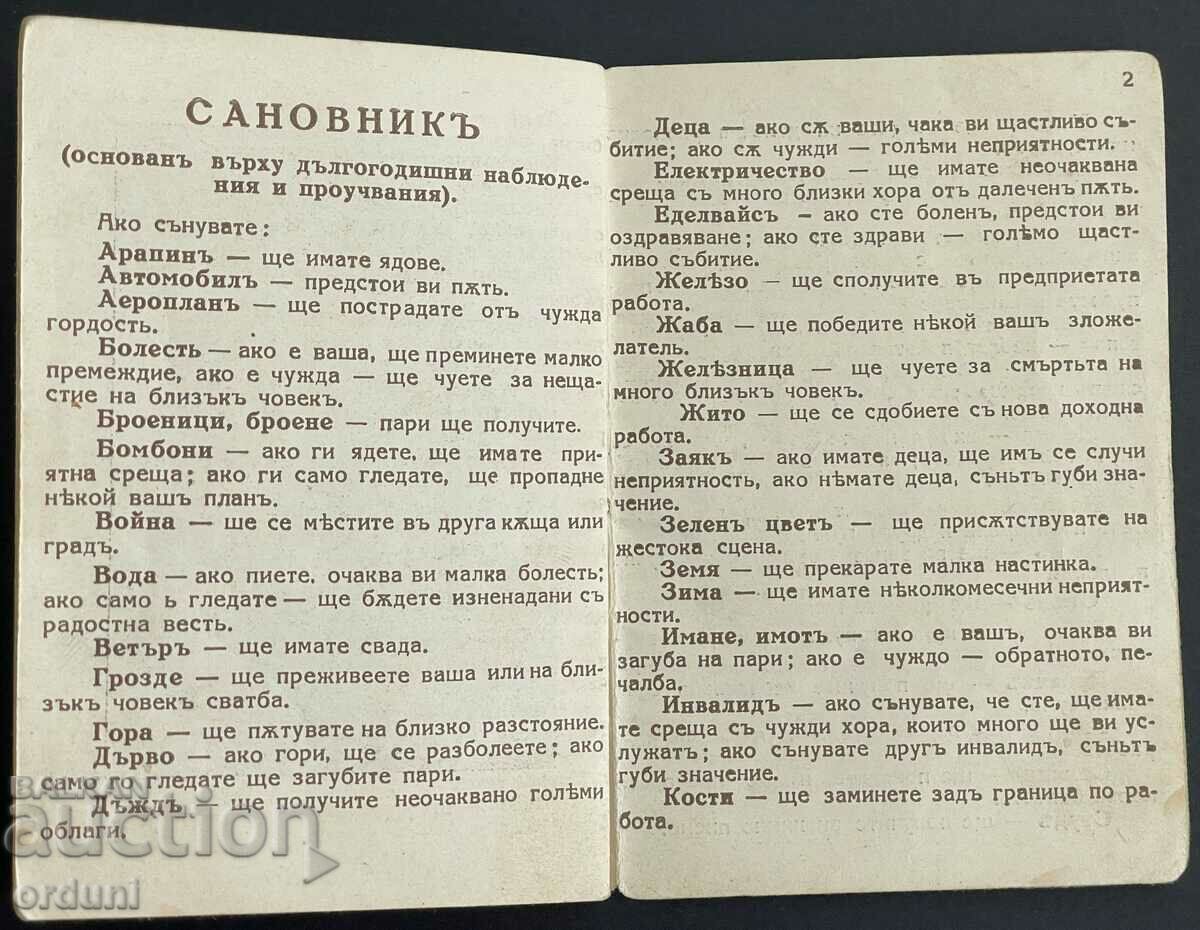 САНОВНИКЪ
(основанъ върху дългогодишни наблюде-
ния и проучвания).
Ако сънувате:
Арапинъ — ще имате ядове.
Автомобилъ — предстои ви пѫть.
Аеропланъ — ще пострадате отъ чужда
гордость.
Болесть — ако е ваша, ще преминете малко
премеждие, ако е чужда — ще чуете за неща-
стие на близъкъ човекъ.
Броеници, броене — пари ще получите.
Бомбони — ако ги ядете, ще имате при-
ятна среща; ако ги само гледате, ще пропадне
нѣкой вашъ планъ.
Война — ше се мѣстите въ друга кѫща или
градъ.
Вода — ако пиете, очаква ви малка болесть;
ако само ь гледате — ще бѫдете изненадани съ
радостна весть.
Ветъръ — ще имате свада.
Грозде — ще преживеете ваша или на бли-
зъкъ човекъ сватба.
Гора — ще пѫтувате на близко разстояние.
Дърво — ако гори, ще се разболеете; ако
само го гледате ще загубите пари.
Дъждъ — ще получите неочаквано голѣми
облаги.
2
Деца — ако сѫ ваши, чака ви щастливо съ-
битие; ако сѫ чужди — голѣми неприятности.
Електричество — ще имате неочаквана
среща съ много близки хора отъ далеченъ пѫть.
Еделвайсъ - ако сте боленъ, предстои ви
оздравяване; ако сте здрави — голѣмо щаст-
ливо събитие.
Желѣзо — ще сполучите въ предприетата
работа.
Жаба — ще победите нѣкой вашъ зложе-
латель.
Желѣзница — ще чуете за смъртьта на
много близъкъ човекъ.
Жито — ще се сдобиете съ нова доходна
работа.
Заякъ — ако имате деца, ще имъ се случи
неприятность, ако нѣмате деца, съньтъ губи зна-
чение.
Зеленъ цветъ — ще присѫтствувате на
жестока сцена.
Земя — ще прекарате малка настинка.
Зима — ще имате нѣколкомесечни неприят-
ности.
Имане, имотъ — ако е вашъ, очаква ви
загуба на пари; ако е чуждо — обратното, пе-
чалба.
Инвалидъ — ако сънувате, че сте, ще има-
те среща съ чужди хора, които много ще ви ус-
лужатъ; ако сънувате другъ инвалидъ, съньтъ
губи значение.
Кости — ще заминете задъ граница по ра-
бота.
BALKAN
auction
orduni